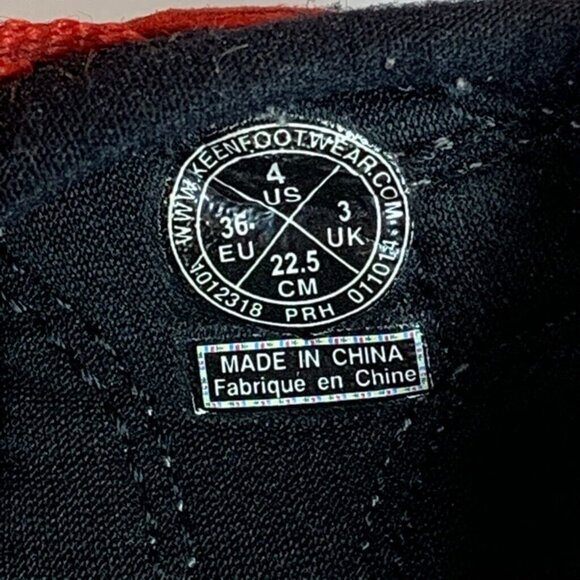 WWW.KEENFOOTWEAR.COM
4
US
36
EU
3
UK
22.5
CM
1012318 PRH 011014
MADE IN CHINA
Fabrique en Chine